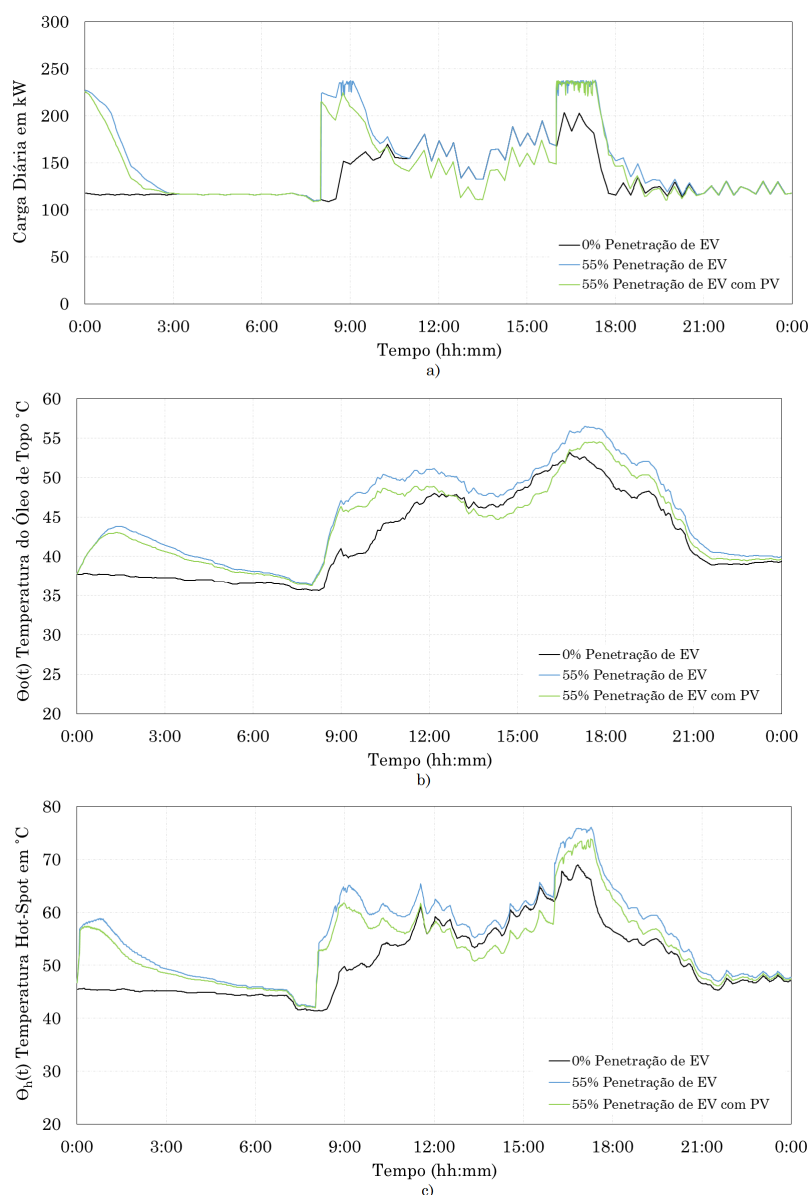 300
250
200
150
100
50
0
Carga Diária em kW
0% Penetração de EV
55% Penetração de EV
55% Penetração de EV com PV
0:00 3:00 6:00 9:00 12:00 15:00 18:00 21:00 0:00
Tempo (hh:mm)
a)
60
55
50
45
40
35
30
25
20
Θo(t) Temperatura do Óleo de Topo °C
0% Penetração de EV
55% Penetração de EV
55% Penetração de EV com PV
0:00 3:00 6:00 9:00 12:00 15:00 18:00 21:00 0:00
Tempo (hh:mm)
b)
80
70
60
50
40
30
20
Θh(t) Temperatura Hot-Spot em °C
0% Penetração de EV
55% Penetração de EV
55% Penetração de EV com PV
0:00 3:00 6:00 9:00 12:00 15:00 18:00 21:00 0:00
Tempo (hh:mm)
c)